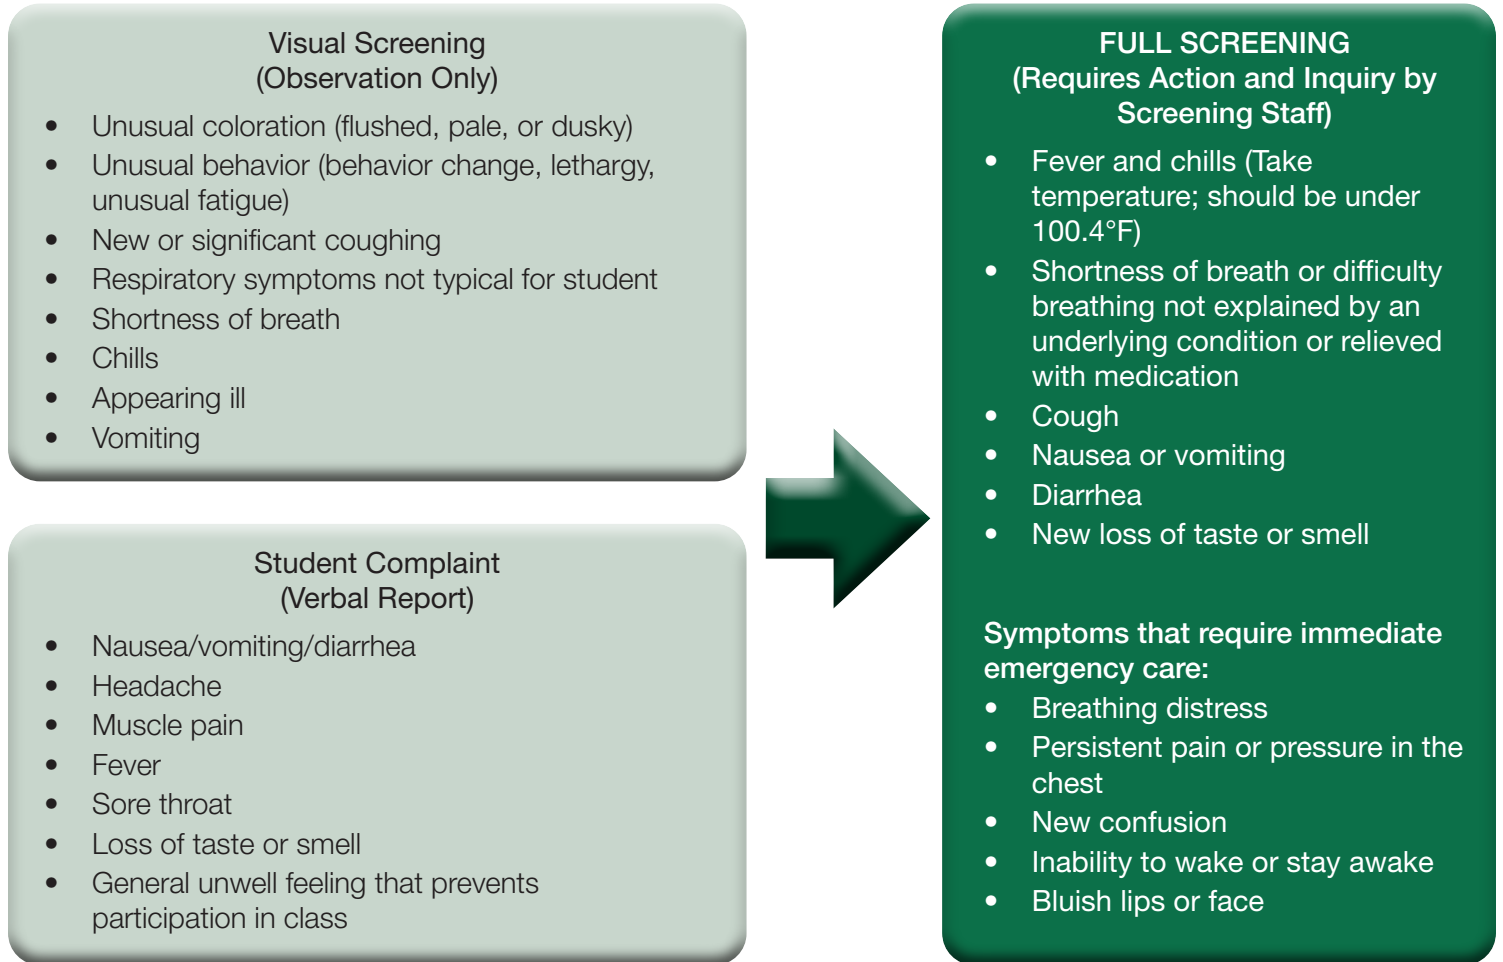 Visual Screening
(Observation Only)
• Unusual coloration (flushed, pale, or dusky)
• Unusual behavior (behavior change, lethargy,
unusual fatigue)
• New or significant coughing
• Respiratory symptoms not typical for student
• Shortness of breath
• Chills
• Appearing ill
• Vomiting
Student Complaint
(Verbal Report)
• Nausea/vomiting/diarrhea
• Headache
• Muscle pain
• Fever
• Sore throat
• Loss of taste or smell
• General unwell feeling that prevents
participation in class
FULL SCREENING
(Requires Action and Inquiry by
Screening Staff)
• Fever and chills (Take
temperature; should be under
100.4°F)
• Shortness of breath or difficulty
breathing not explained by an
underlying condition or relieved
with medication
• Cough
• Nausea or vomiting
• Diarrhea
• New loss of taste or smell
Symptoms that require immediate
emergency care:
• Breathing distress
• Persistent pain or pressure in the
chest
• New confusion
• Inability to wake or stay awake
• Bluish lips or face